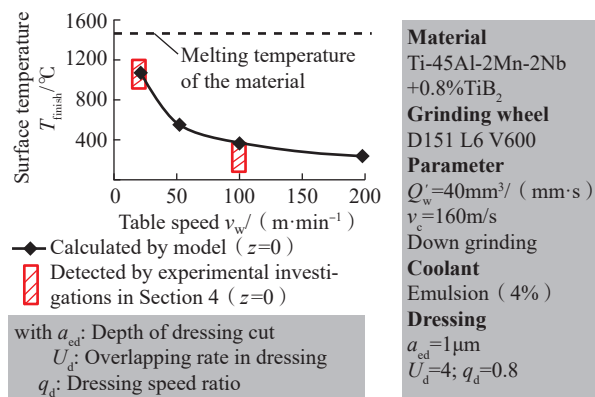 Surface temperature
T_finish/℃
1600
1200
800
400
Melting temperature
of the material
0
50
100
150
200
Table speed v_w/（m·min⁻¹）
Calculated by model（z=0）
Detected by experimental investi-
gations in Section 4（z=0）
with a_ed: Depth of dressing cut
U_d: Overlapping rate in dressing
q_d: Dressing speed ratio
Material
Ti-45Al-2Mn-2Nb
+0.8%TiB₂
Grinding wheel
D151 L6 V600
Parameter
Q′_w=40mm³/（mm·s）
v_c=160m/s
Down grinding
Coolant
Emulsion（4%）
Dressing
a_ed=1μm
U_d=4; q_d=0.8